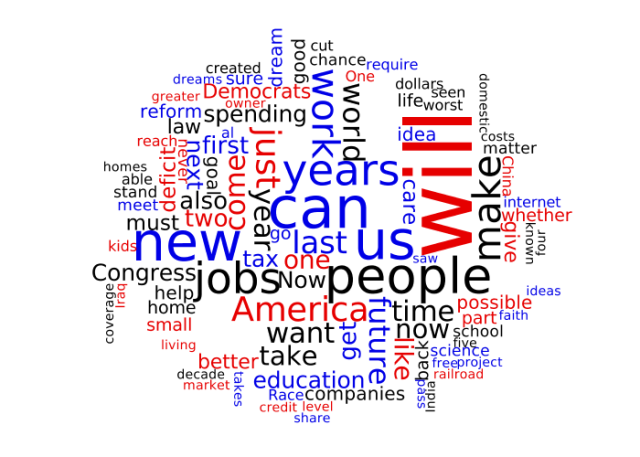 dream
good
cut
created
chance
require
dreams
sure
One
dollars
seen
domestic
greater
Democrats
work
world
life
worst
owner
reform
spending
costs
law
al
idea
will
matter
reach
never
first
just
next
years
China
homes
deficit
goal
come
care
make
able
stand
also
year
can
internet
meet
two
whether
must
go
give
known
four
kids
new
last
us
tax
one
saw
Congress
jobs
Now
people
ideas
coverage
Iraq
help
home
America
future
time
possible
part
faith
small
want
get
now
like
back
school
five
living
better
take
science
free
project
decade
market
takes
education
railroad
Race
companies
pass
India
credit
level
share